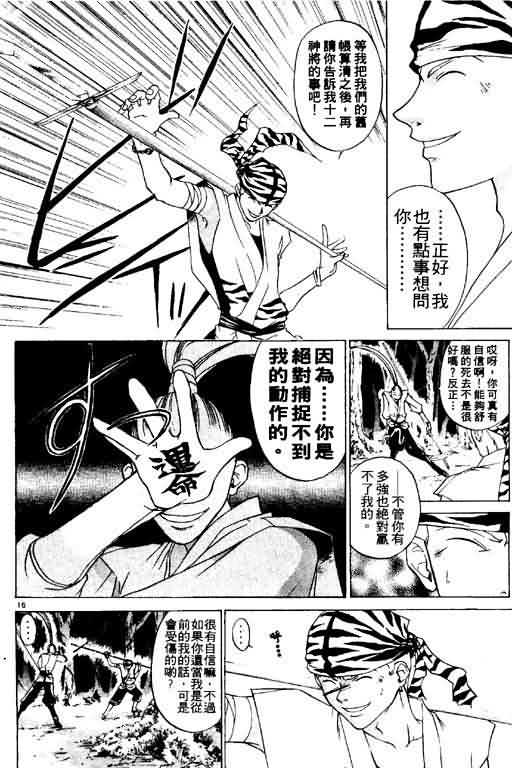 ……正好，我
也有點事想問
你…………
等我把我們的舊
帳算清之後，再
請你告訴我十二
神將的事吧！
哎呀，你可真有
自信啊！能夠舒
服的死去不是很
好嗎？反正…
——不管你有
多強也絕對贏
不了我的。
因為……你是
絕對捕捉不到
我的動作的。
運命
呼…
……
很有自信嘛，不過
如果你還當我是從
前的我的話，可是
會受傷的喲？
……
16